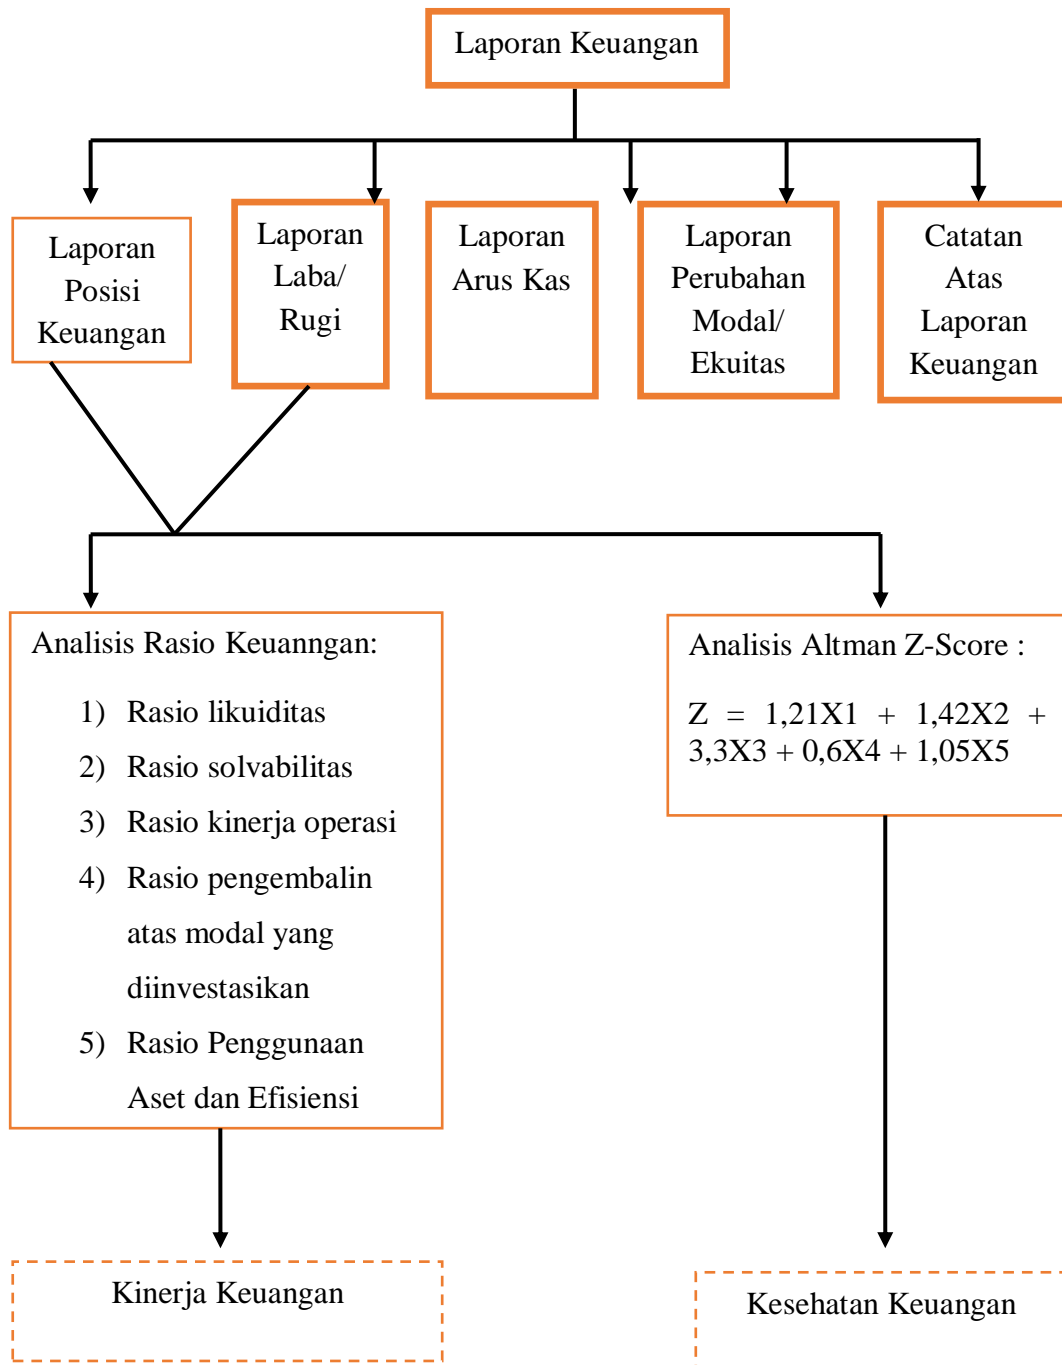 Laporan Keuangan
Laporan
Posisi
Keuangan
Laporan
Laba/
Rugi
Laporan
Arus Kas
Laporan
Perubahan
Modal/
Ekuitas
Catatan
Atas
Laporan
Keuangan
Analisis Rasio Keuanngan:
1) Rasio likuiditas
2) Rasio solvabilitas
3) Rasio kinerja operasi
4) Rasio pengembalin
atas modal yang
diinvestasikan
5) Rasio Penggunaan
Aset dan Efisiensi
Analisis Altman Z-Score :
Z = 1,21X1 + 1,42X2 +
3,3X3 + 0,6X4 + 1,05X5
Kinerja Keuangan
Kesehatan Keuangan